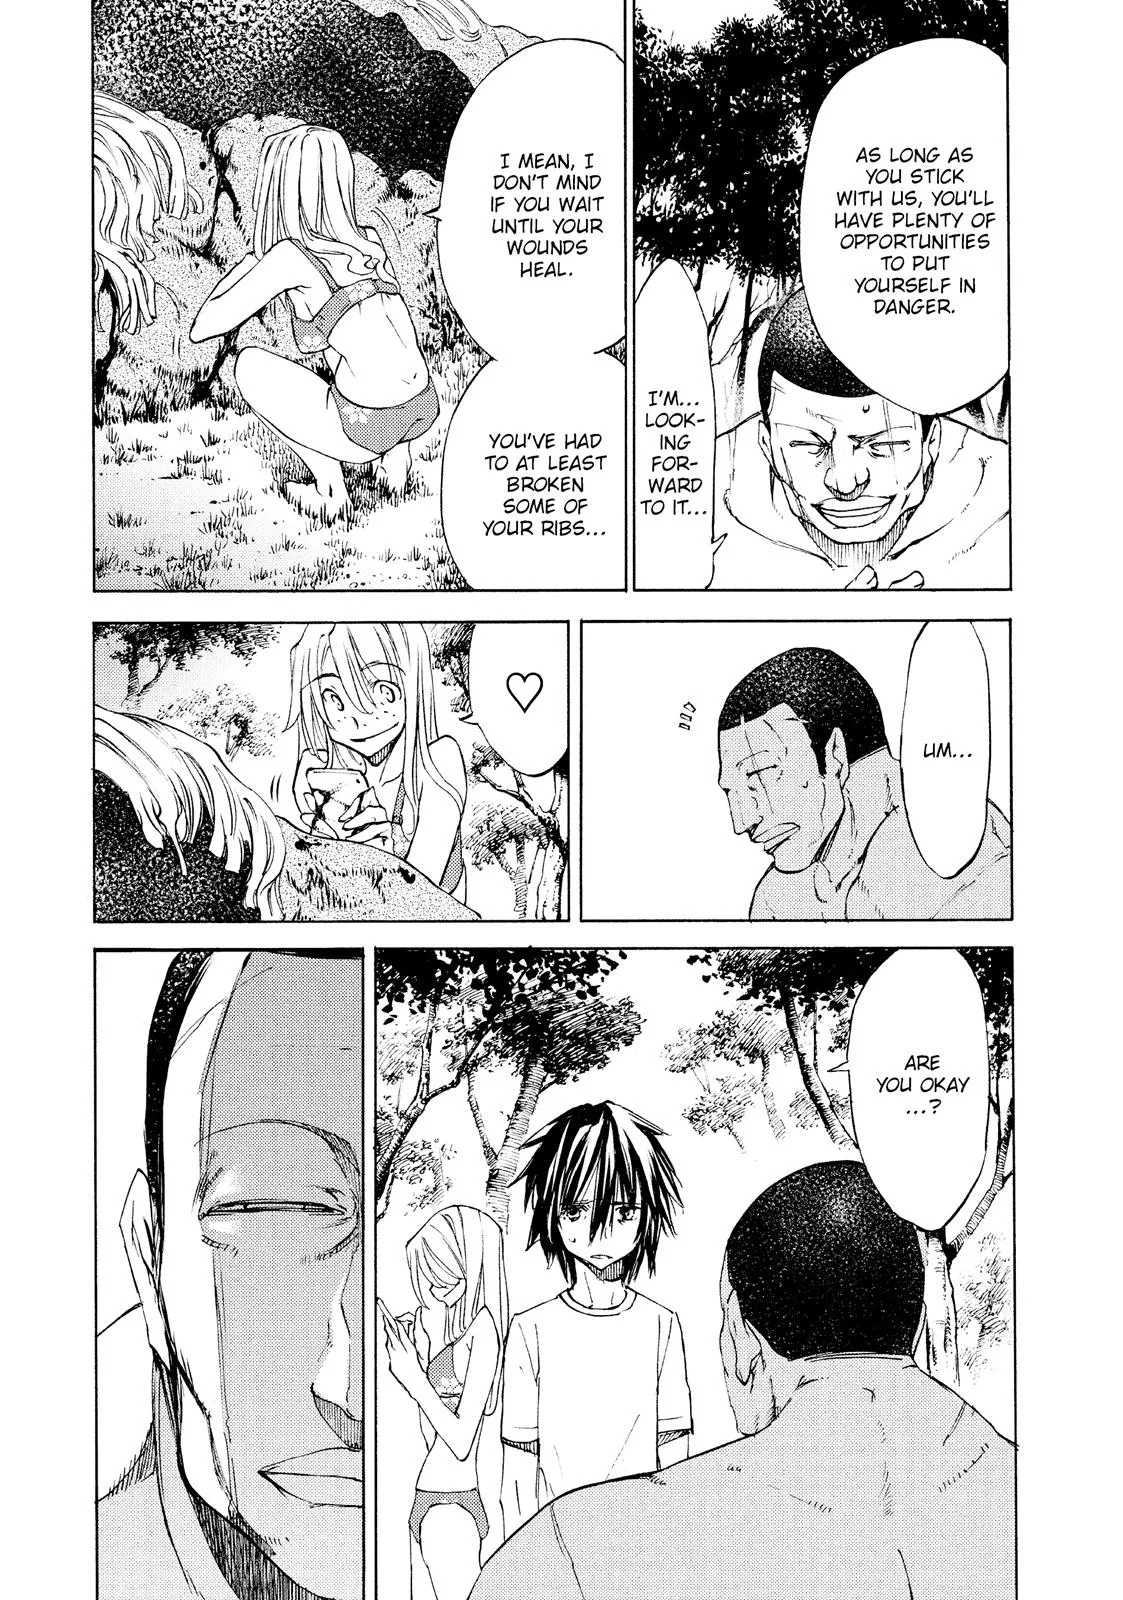 AS LONG AS
YOU STICK
WITH US, YOU'LL
HAVE PLENTY OF
OPPORTUNITIES
TO PUT
YOURSELF IN
DANGER.
I'M...
LOOK-
ING
FOR-
WARD
TO IT...
I MEAN, I
DON'T MIND
IF YOU WAIT
UNTIL YOUR
WOUNDS
HEAL.
YOU'VE HAD
TO AT LEAST
BROKEN
SOME OF
YOUR RIBS...
UM...
♡
ARE
YOU OKAY
...?